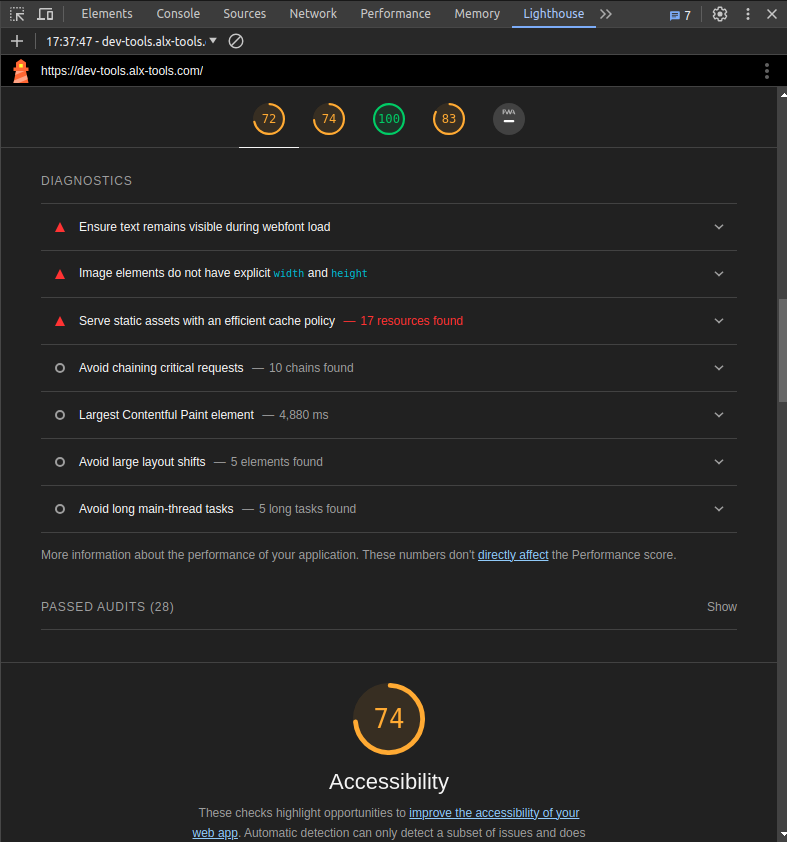 Elements Console Sources Network Performance Memory Lighthouse 7
17:37:47 - dev-tools.alx-tools.
https://dev-tools.alx-tools.com/
72 74 100 83 PWA
DIAGNOSTICS
Ensure text remains visible during webfont load
Image elements do not have explicit width and height
Serve static assets with an efficient cache policy — 17 resources found
Avoid chaining critical requests — 10 chains found
Largest Contentful Paint element — 4,880 ms
Avoid large layout shifts — 5 elements found
Avoid long main-thread tasks — 5 long tasks found
More information about the performance of your application. These numbers don't directly affect the Performance score.
PASSED AUDITS (28) Show
74
Accessibility
These checks highlight opportunities to improve the accessibility of your
web app. Automatic detection can only detect a subset of issues and does